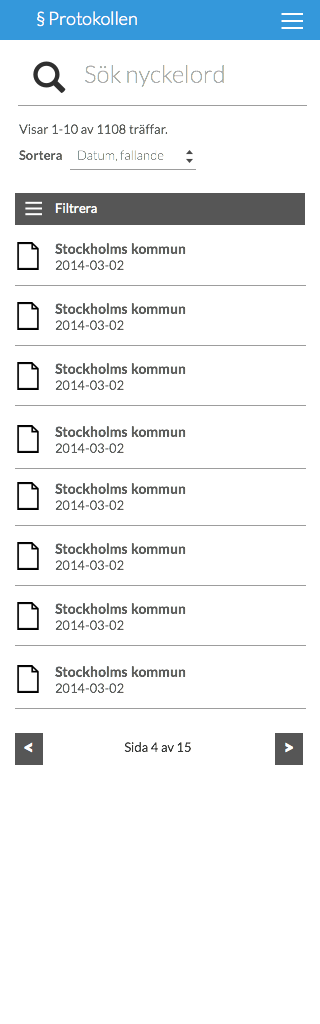 § Protokollen
Sök nyckelord
Visar 1-10 av 1108 träffar.
Sortera Datum, fallande
Filtrera
Stockholms kommun
2014-03-02
Stockholms kommun
2014-03-02
Stockholms kommun
2014-03-02
Stockholms kommun
2014-03-02
Stockholms kommun
2014-03-02
Stockholms kommun
2014-03-02
Stockholms kommun
2014-03-02
Stockholms kommun
2014-03-02
< Sida 4 av 15 >